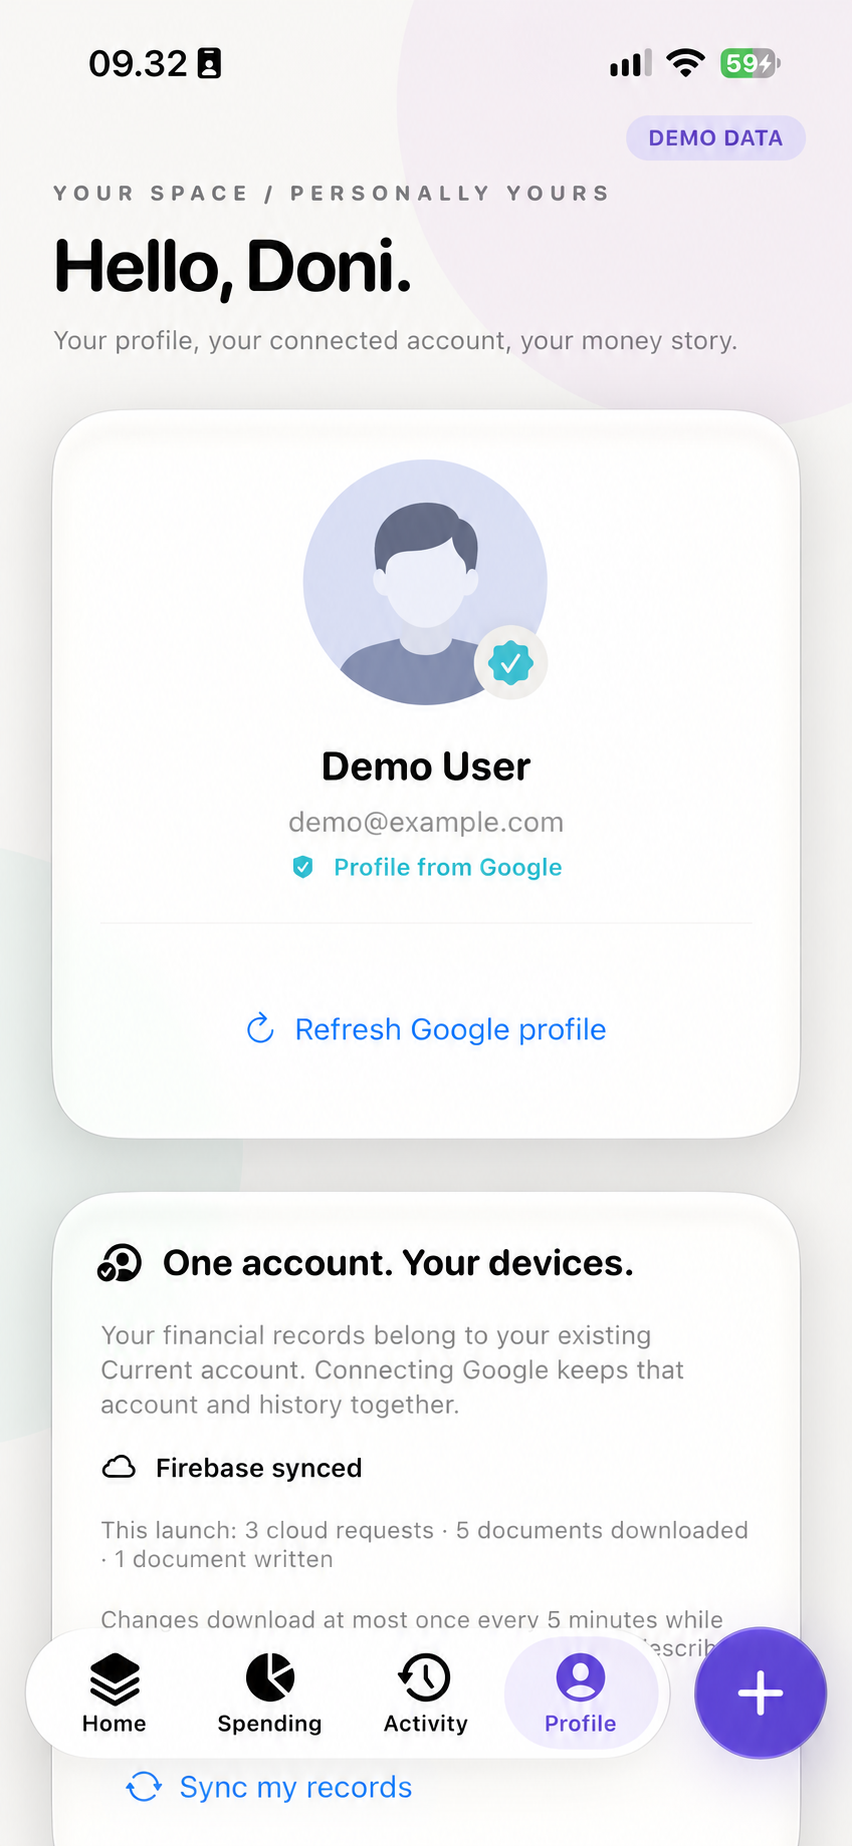 09.32
59
DEMO DATA
YOUR SPACE / PERSONALLY YOURS
Hello, Doni.
Your profile, your connected account, your money story.
Demo User
demo@example.com
Profile from Google
Refresh Google profile
One account. Your devices.
Your financial records belong to your existing
Current account. Connecting Google keeps that
account and history together.
Firebase synced
This launch: 3 cloud requests · 5 documents downloaded
· 1 document written
Changes download at most once every 5 minutes while
Home
Spending
Activity
Profile
Sync my records